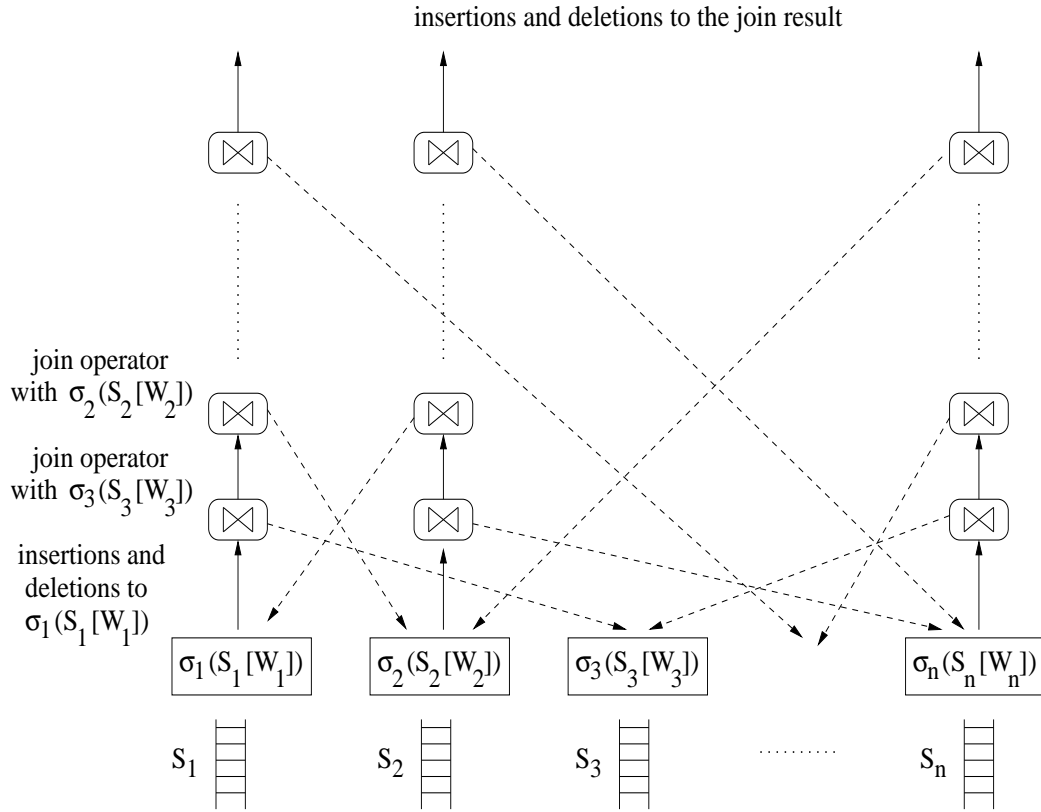 insertions and deletions to the join result
join operator
with σ₂(S₂[W₂])
join operator
with σ₃(S₃[W₃])
insertions and
deletions to
σ₁(S₁[W₁])
σ₁(S₁[W₁])
σ₂(S₂[W₂])
σ₃(S₃[W₃])
σₙ(Sₙ[Wₙ])
S₁
S₂
S₃
Sₙ